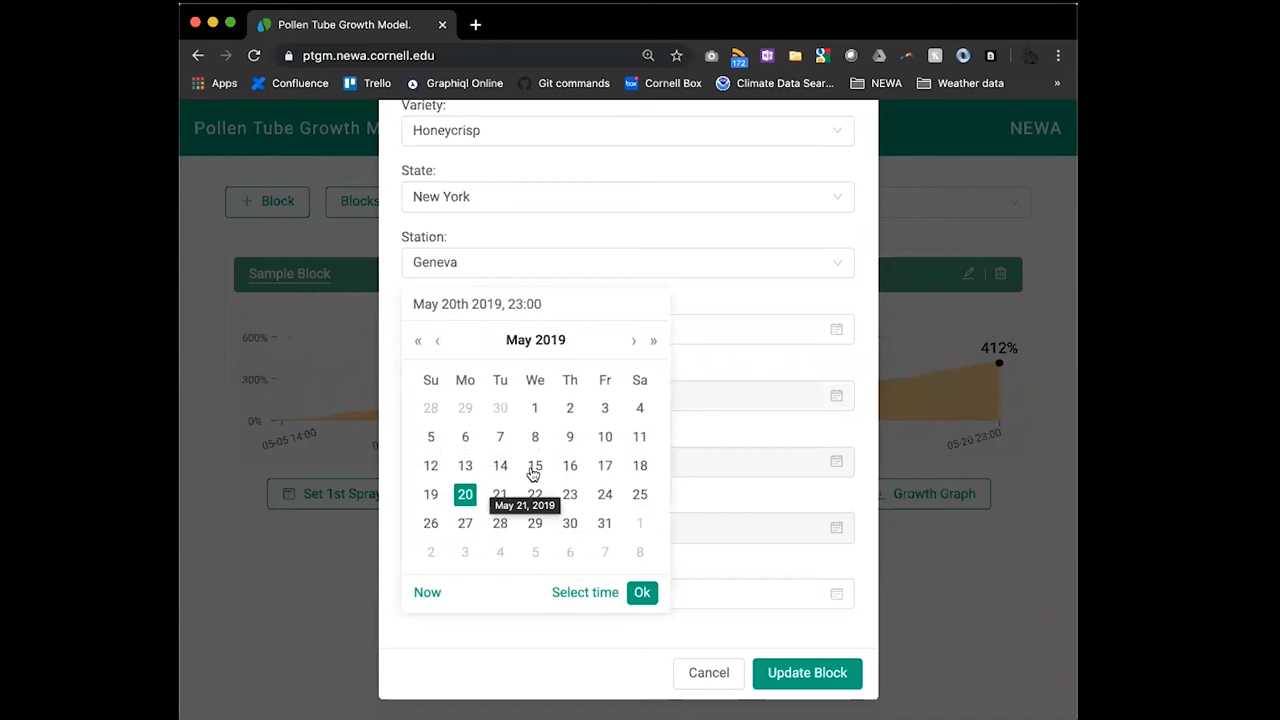 Pollen Tube Growth Model.
ptgm.newa.cornell.edu
172
Apps Confluence Trello Graphiql Online Git commands Cornell Box Climate Data Sear... NEWA Weather data »
Pollen Tube Growth M NEWA
Variety:
Honeycrisp
State:
New York
+ Block Blocks
Station:
Geneva
Sample Block
May 20th 2019, 23:00
« ‹ May 2019 › »
600%
412%
300%
0%
05-05 14:00
05-20 23:00
Su Mo Tu We Th Fr Sa
28 29 30 1 2 3 4
5 6 7 8 9 10 11
12 13 14 15 16 17 18
19 20 21 22 23 24 25
May 21, 2019
26 27 28 29 30 31 1
2 3 4 5 6 7 8
Set 1st Spray Growth Graph
Now Select time Ok
Cancel Update Block